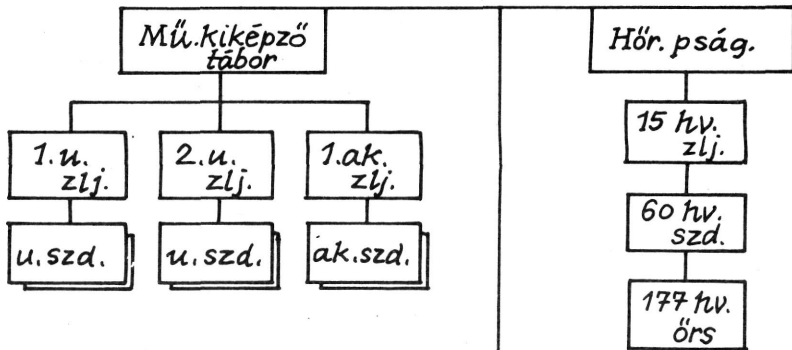 Mű. kiképző
tábor
Hőr. pság.
1. u.
zlj.
2. u.
zlj.
1. ak.
zlj.
15 hv.
zlj.
u. szd.
u. szd.
ak. szd.
60 hv.
szd.
177 hv.
őrs